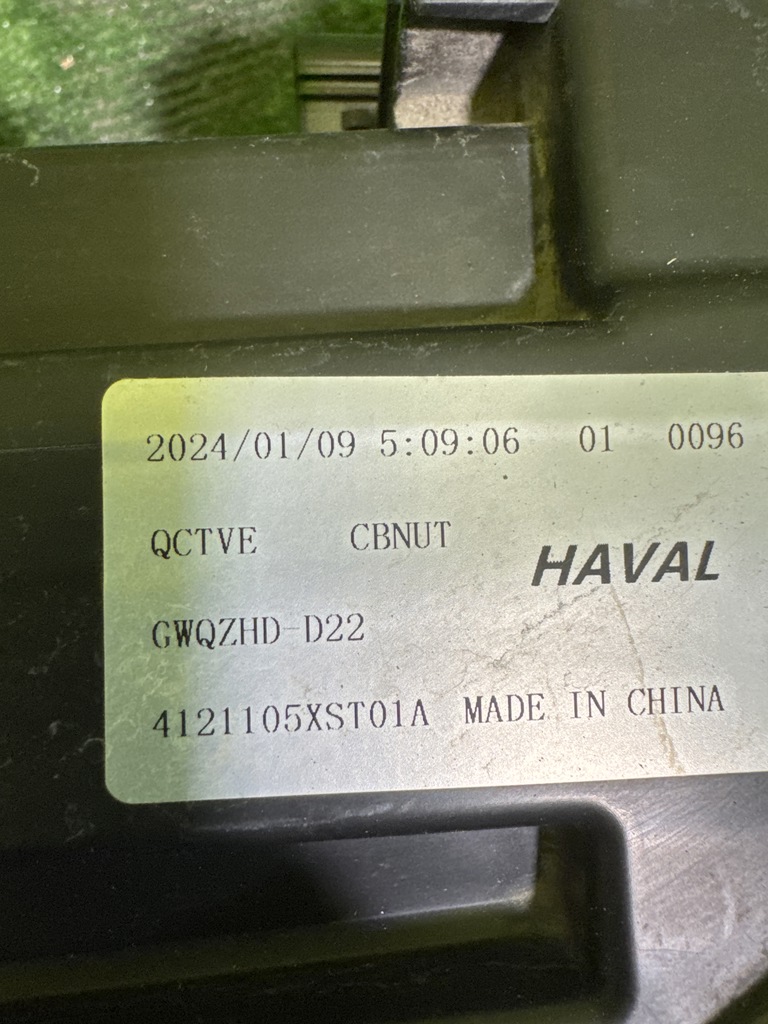 2024/01/09 5:09:06 01 0096
QCTVE CBNUT
HAVAL
GWQZHD-D22
4121105XST01A MADE IN CHINA